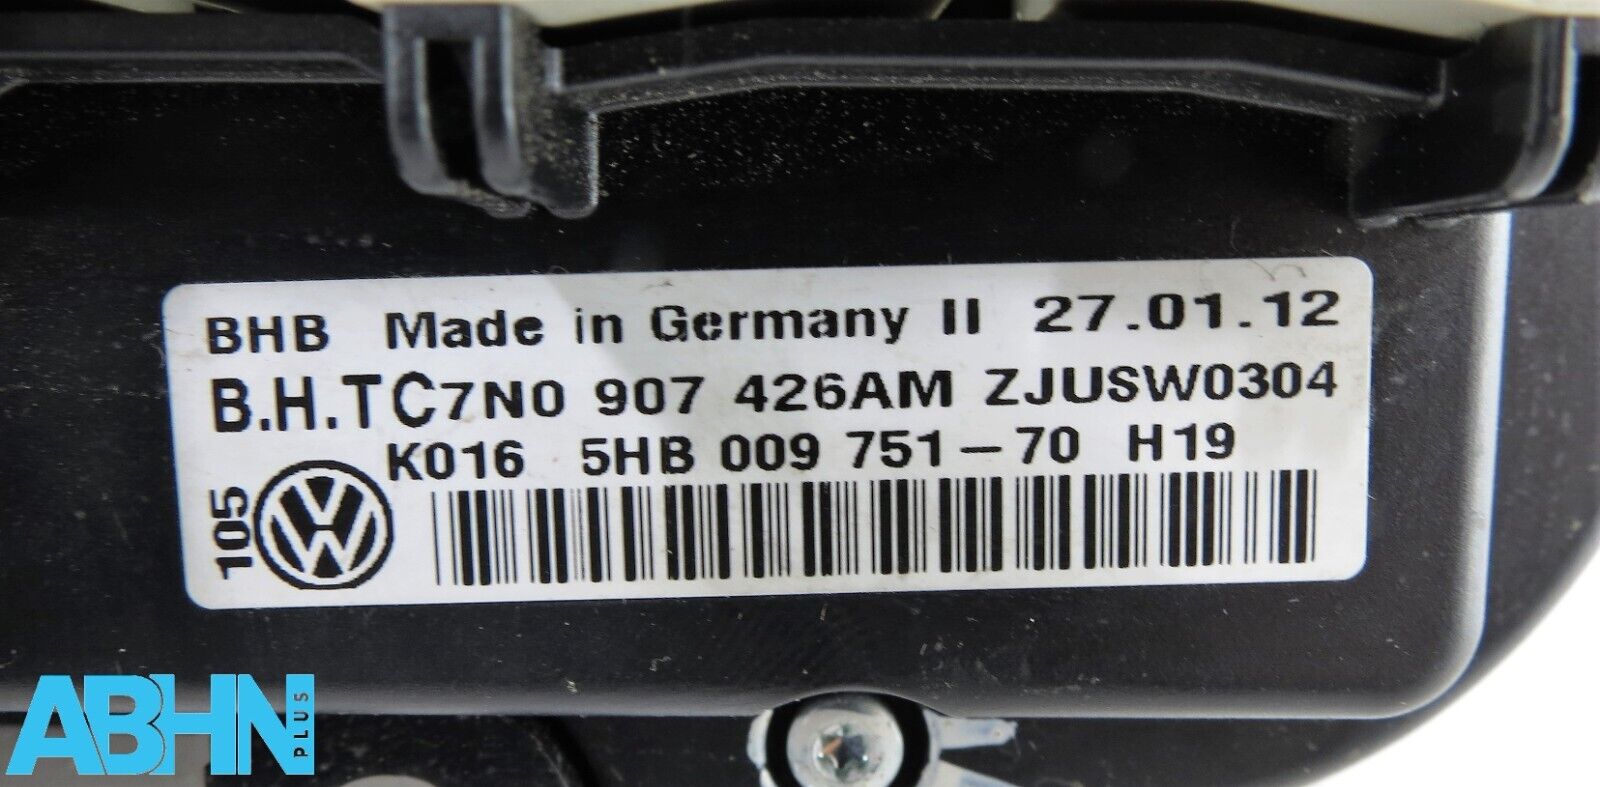 BHB Made in Germany II 27.01.12
B.H.TC7N0 907 426AM ZJUSW0304
K016 5HB 009 751-70 H19
105
ABHN PLUS